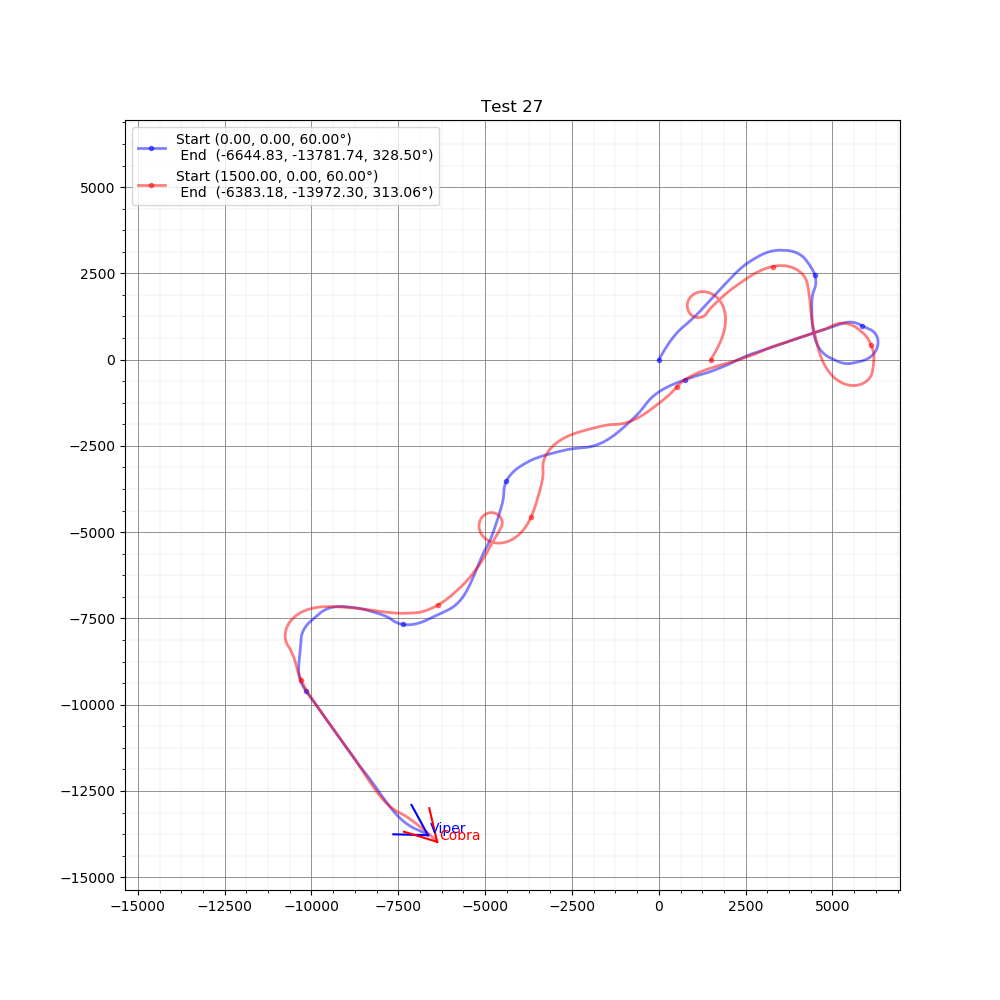 Test 27
Start (0.00, 0.00, 60.00°)
End (-6644.83, -13781.74, 328.50°)
Start (1500.00, 0.00, 60.00°)
End (-6383.18, -13972.30, 313.06°)
5000
2500
0
−2500
−5000
−7500
−10000
−12500
−15000
Viper
Cobra
−15000 −12500 −10000 −7500 −5000 −2500 0 2500 5000